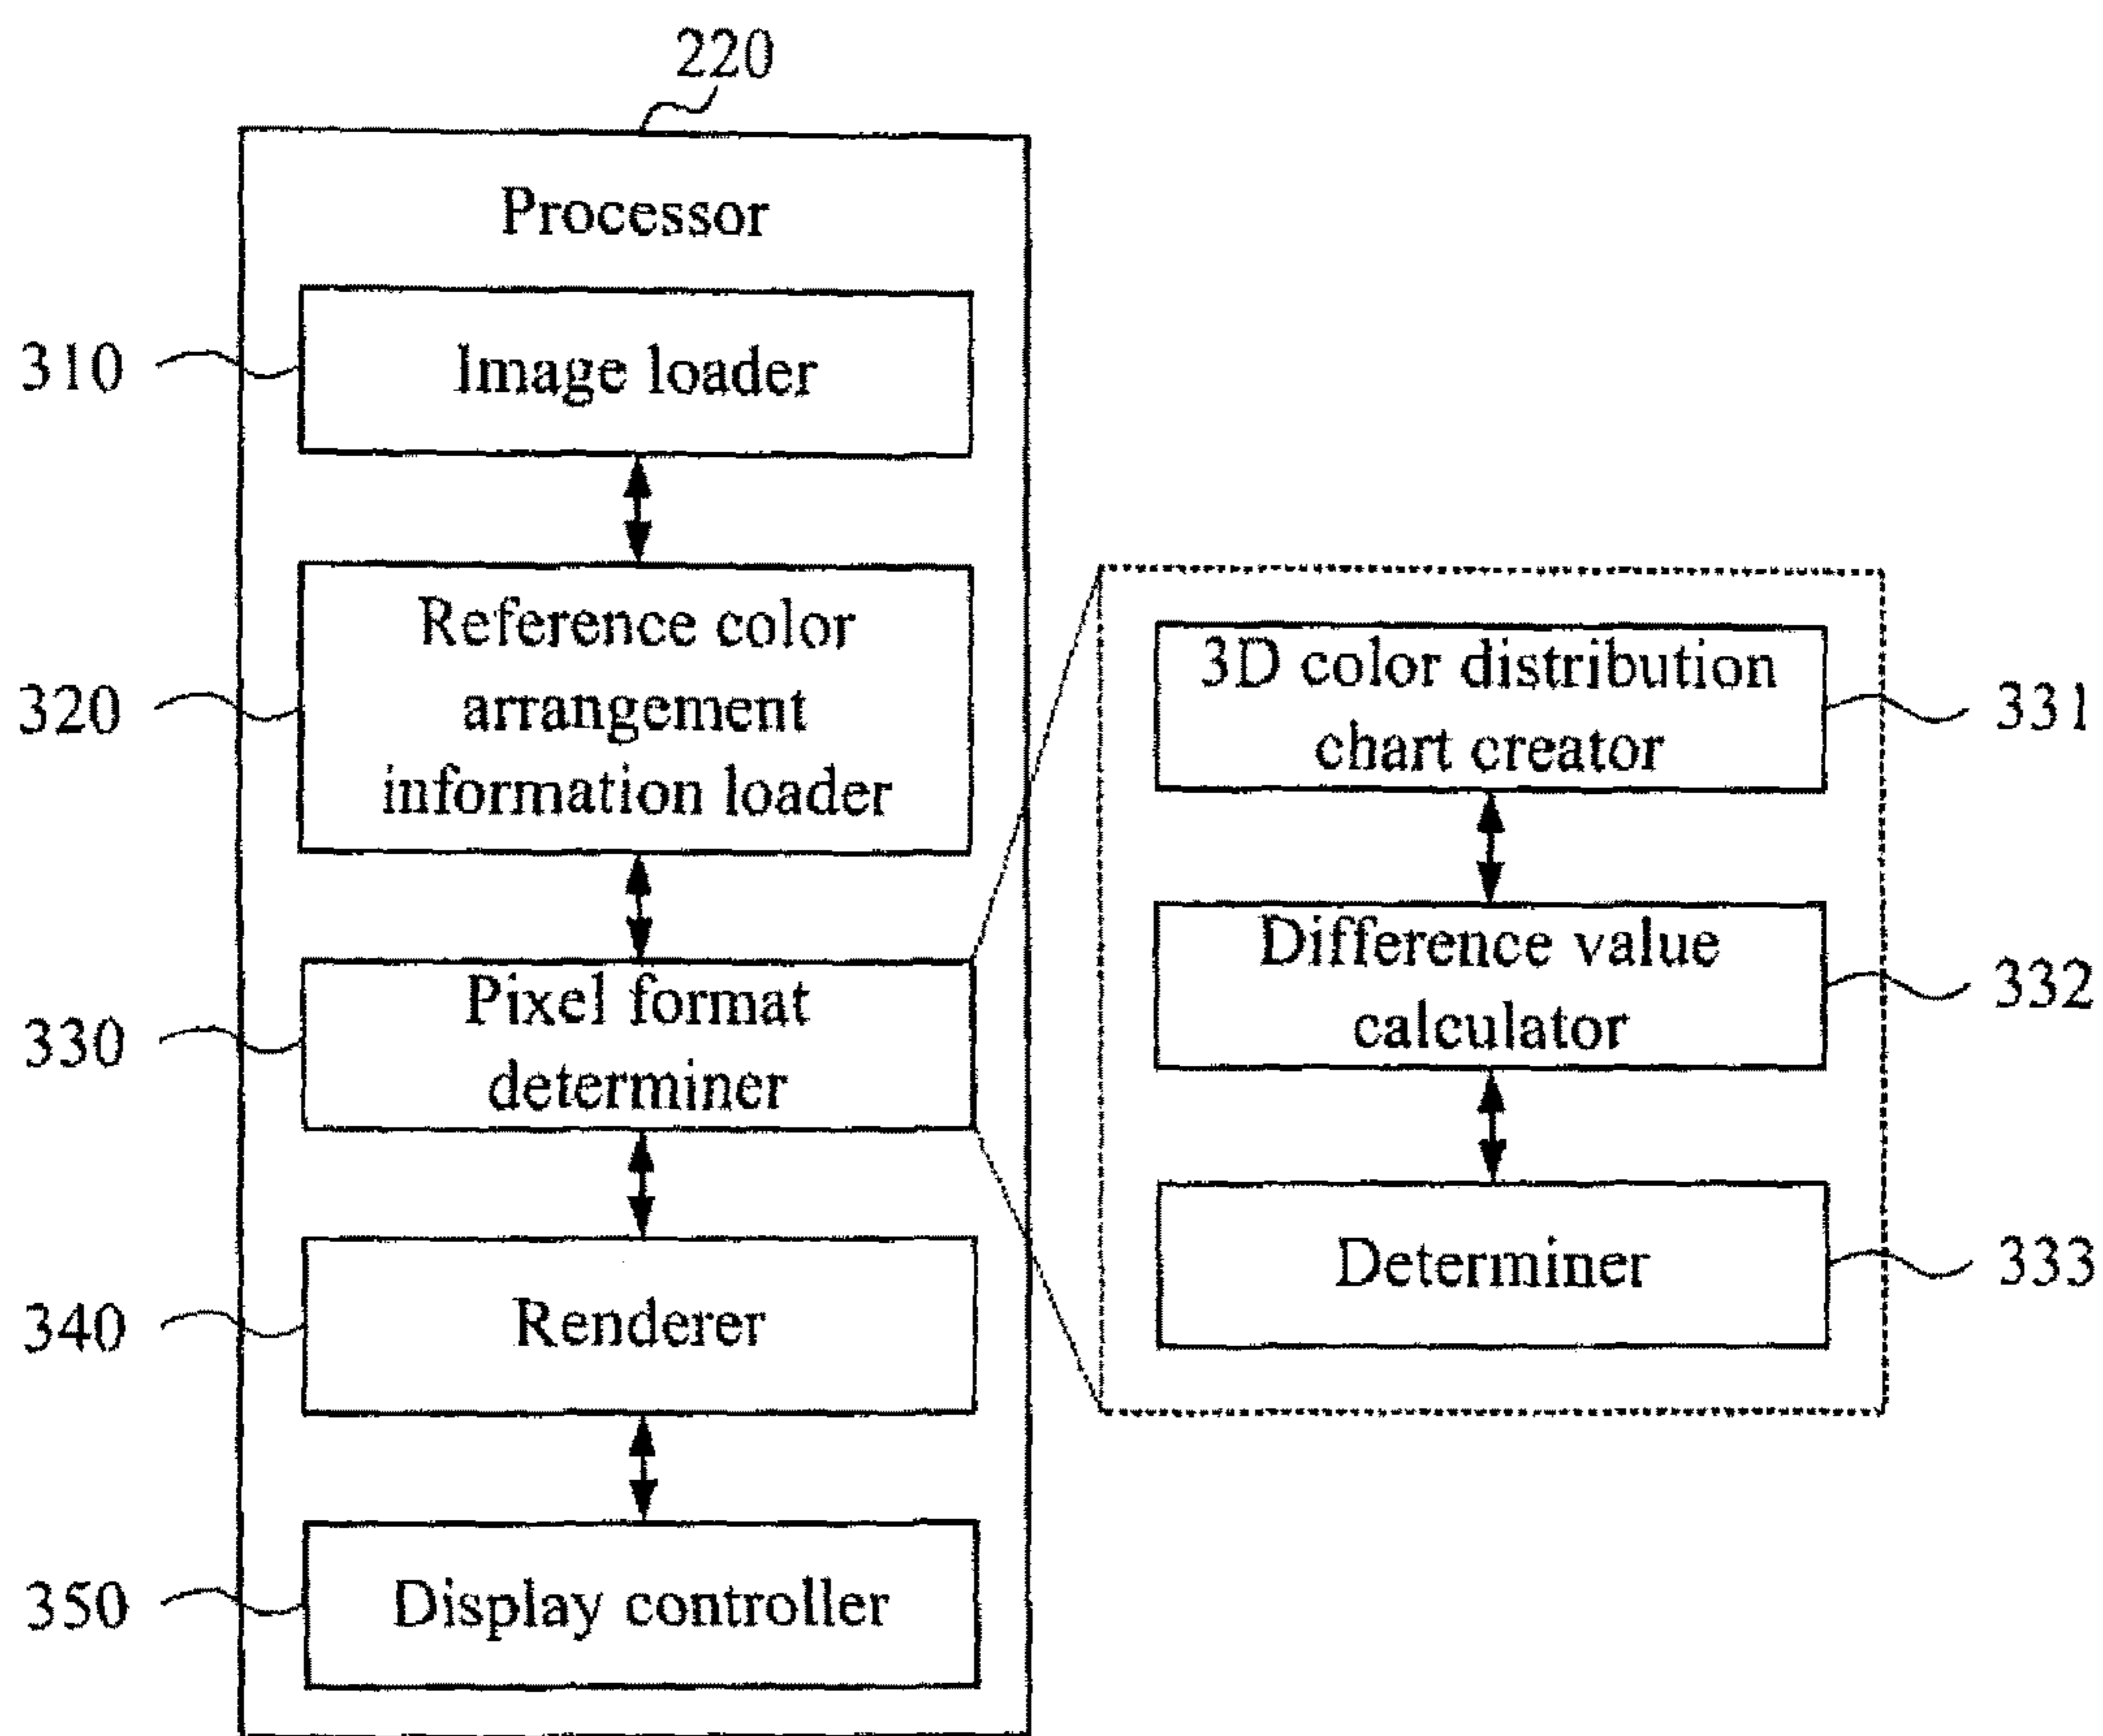 220
Processor
310
Image loader
320
Reference color
arrangement
information loader
330
Pixel format
determiner
340
Renderer
350
Display controller
3D color distribution
chart creator
331
Difference value
calculator
332
Determiner
333